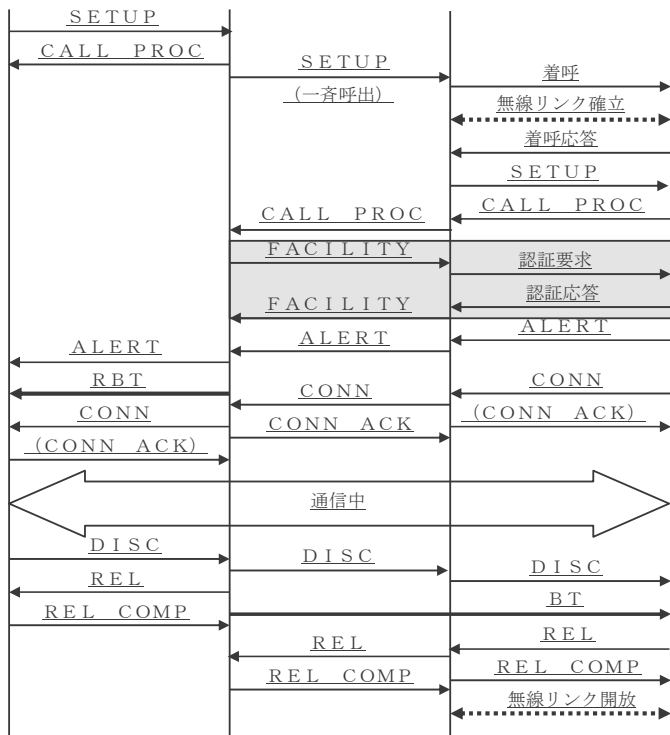 ＳＥＴＵＰ
ＣＡＬＬ　ＰＲＯＣ
ＳＥＴＵＰ
（一斉呼出）
着呼
無線リンク確立
着呼応答
ＳＥＴＵＰ
ＣＡＬＬ　ＰＲＯＣ
ＣＡＬＬ　ＰＲＯＣ
ＦＡＣＩＬＩＴＹ
認証要求
認証応答
ＦＡＣＩＬＩＴＹ
ＡＬＥＲＴ
ＡＬＥＲＴ
ＡＬＥＲＴ
ＲＢＴ
ＣＯＮＮ
ＣＯＮＮ
ＣＯＮＮ
（ＣＯＮＮ　ＡＣＫ）
ＣＯＮＮ　ＡＣＫ
（ＣＯＮＮ　ＡＣＫ）
通信中
ＤＩＳＣ
ＤＩＳＣ
ＤＩＳＣ
ＲＥＬ
ＢＴ
ＲＥＬ　ＣＯＭＰ
ＲＥＬ
ＲＥＬ
ＲＥＬ　ＣＯＭＰ
ＲＥＬ　ＣＯＭＰ
無線リンク開放